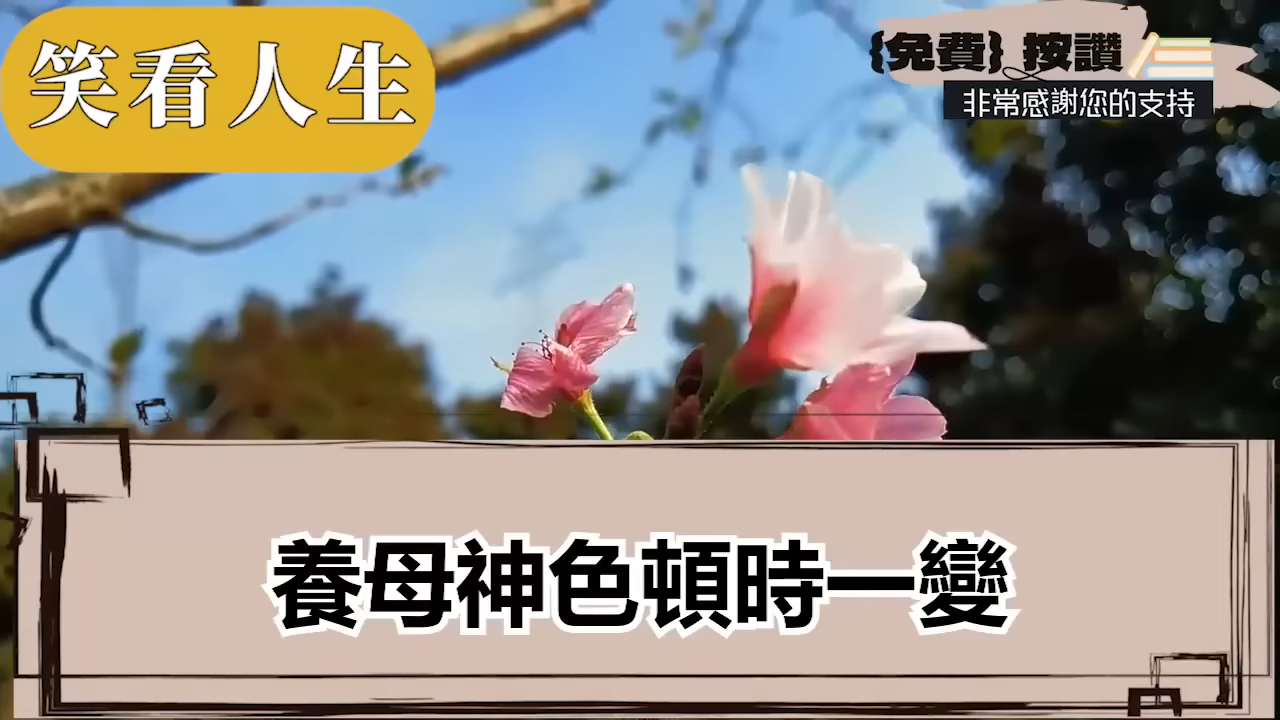 笑看人生
{免費} 按讚
非常感謝您的支持
養母神色頓時一變